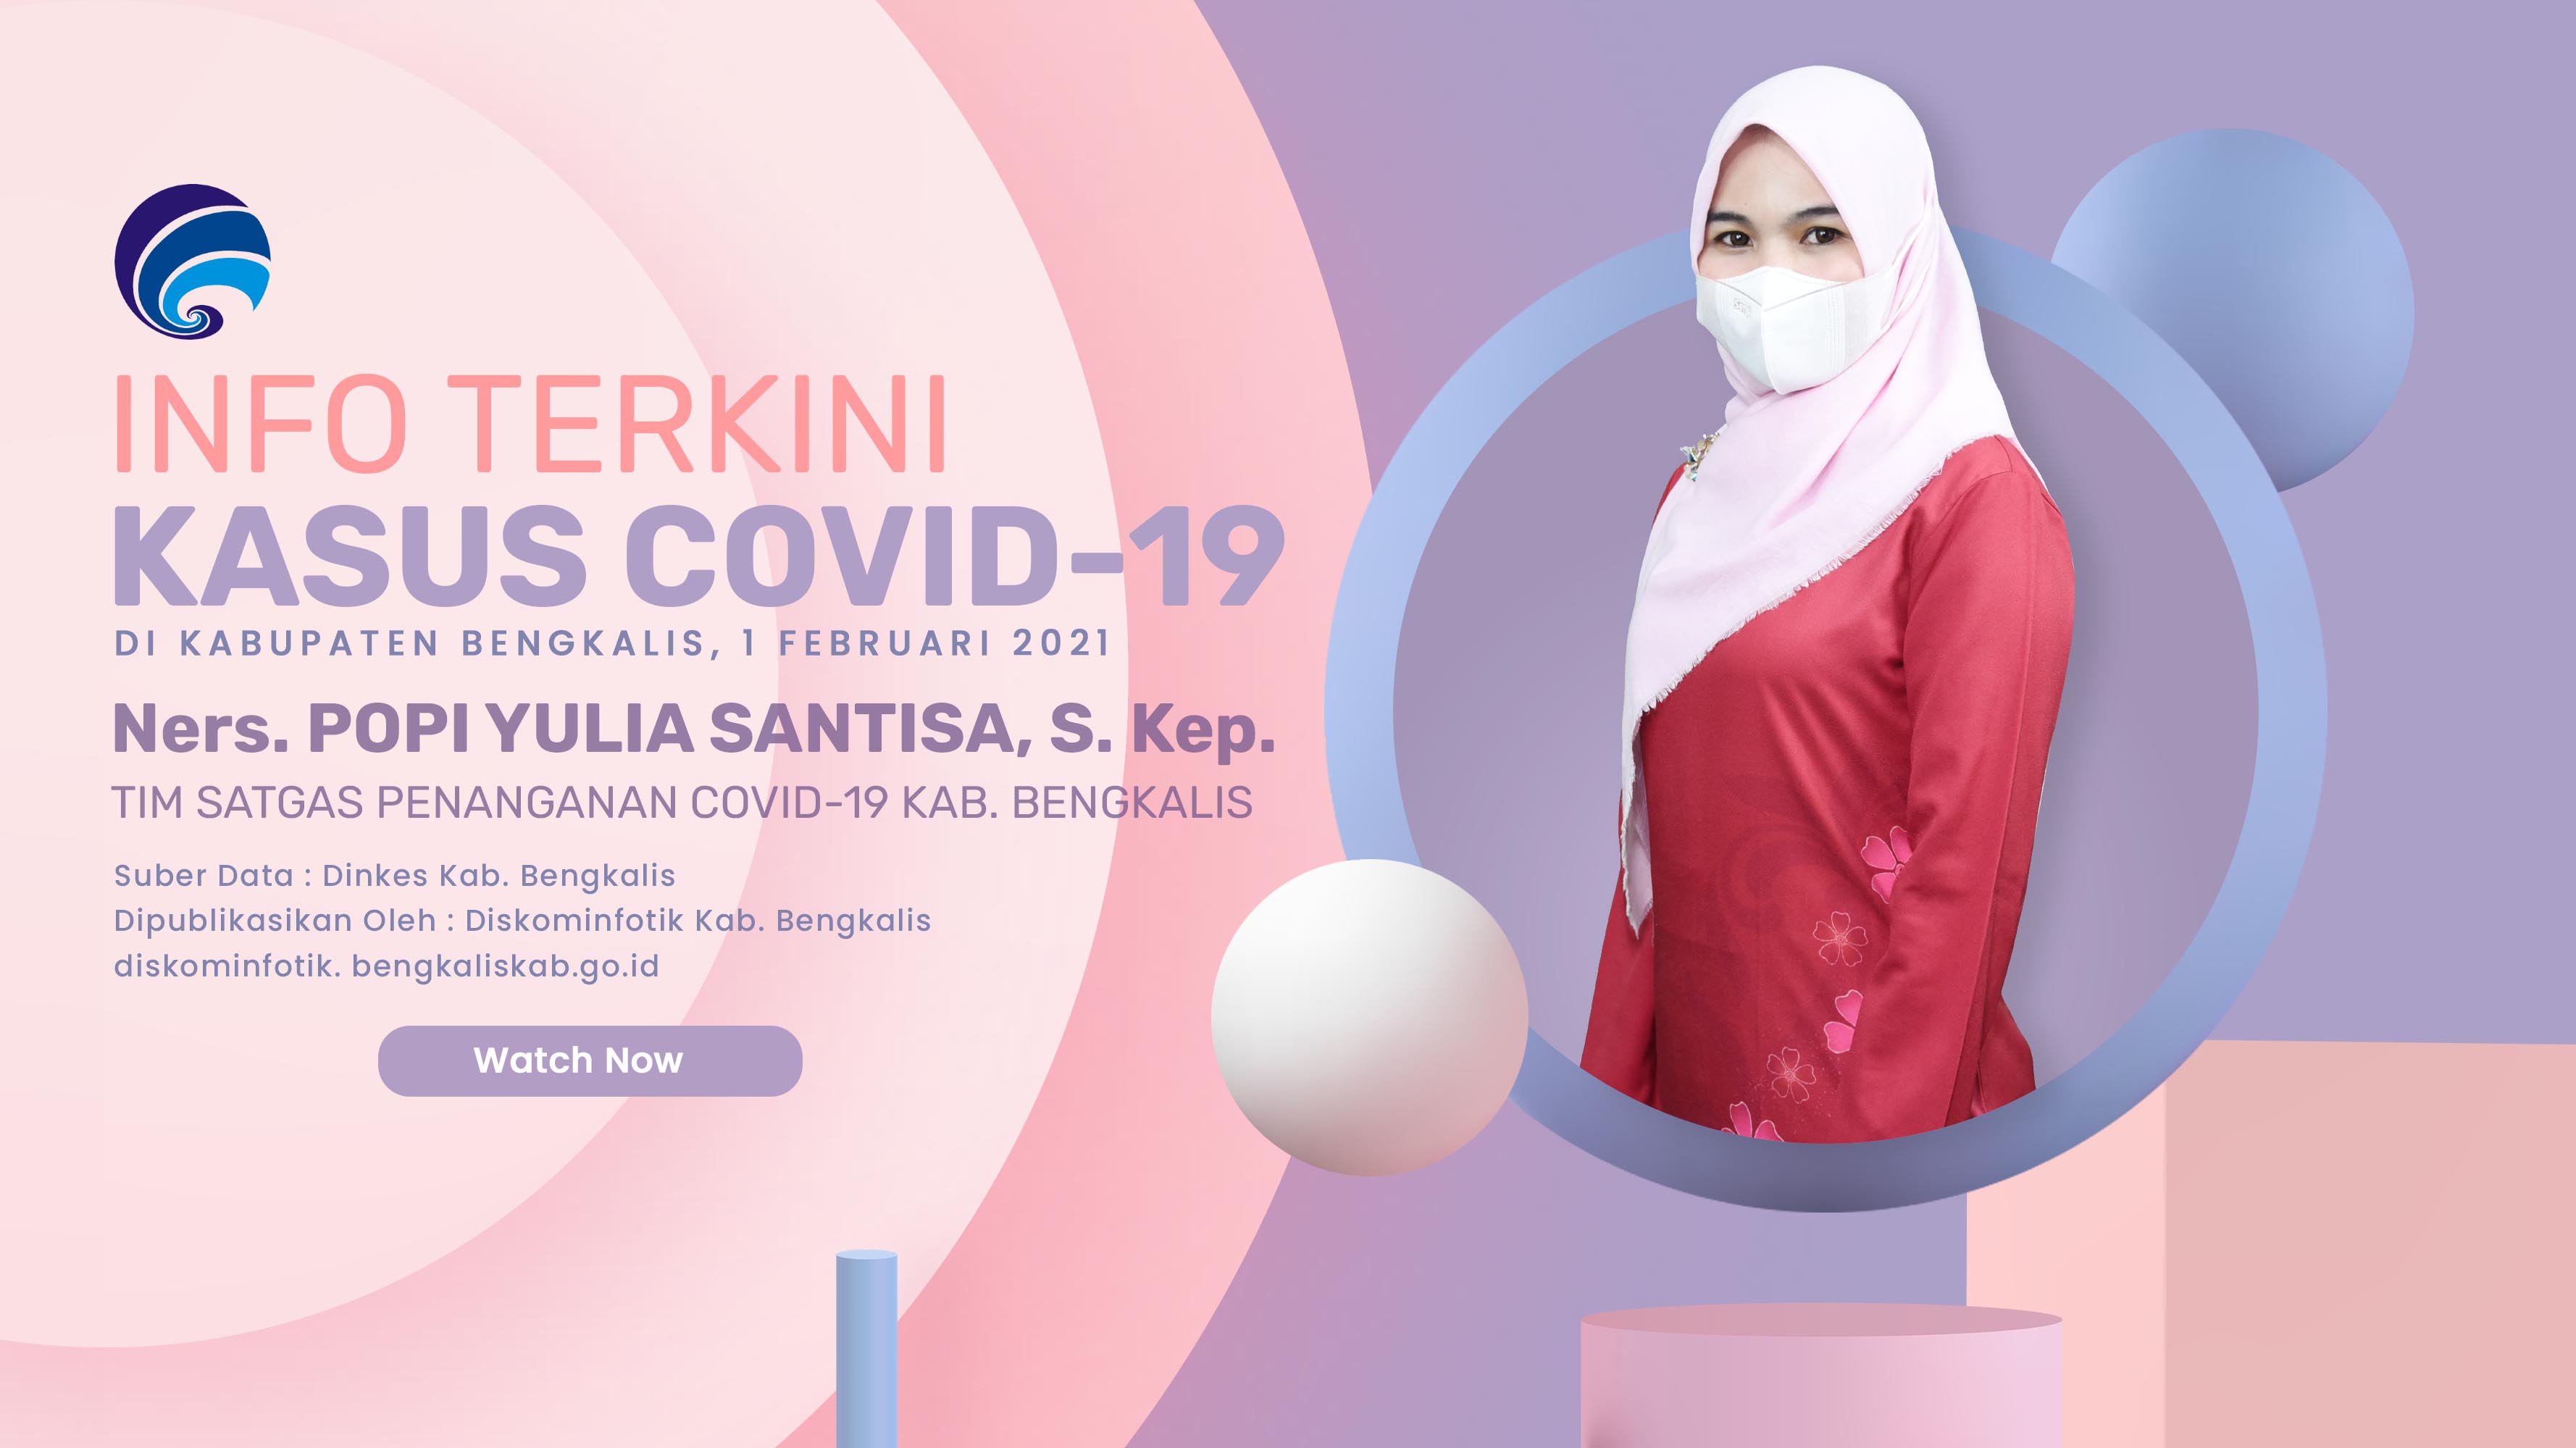 INFO TERKINI
KASUS COVID-19
DI KABUPATEN BENGKALIS, 1 FEBRUARI 2021
Ners. POPI YULIA SANTISA, S. Kep.
TIM SATGAS PENANGANAN COVID-19 KAB. BENGKALIS
Suber Data : Dinkes Kab. Bengkalis
Dipublikasikan Oleh : Diskominfotik Kab. Bengkalis
diskominfotik. bengkaliskab.go.id
Watch Now